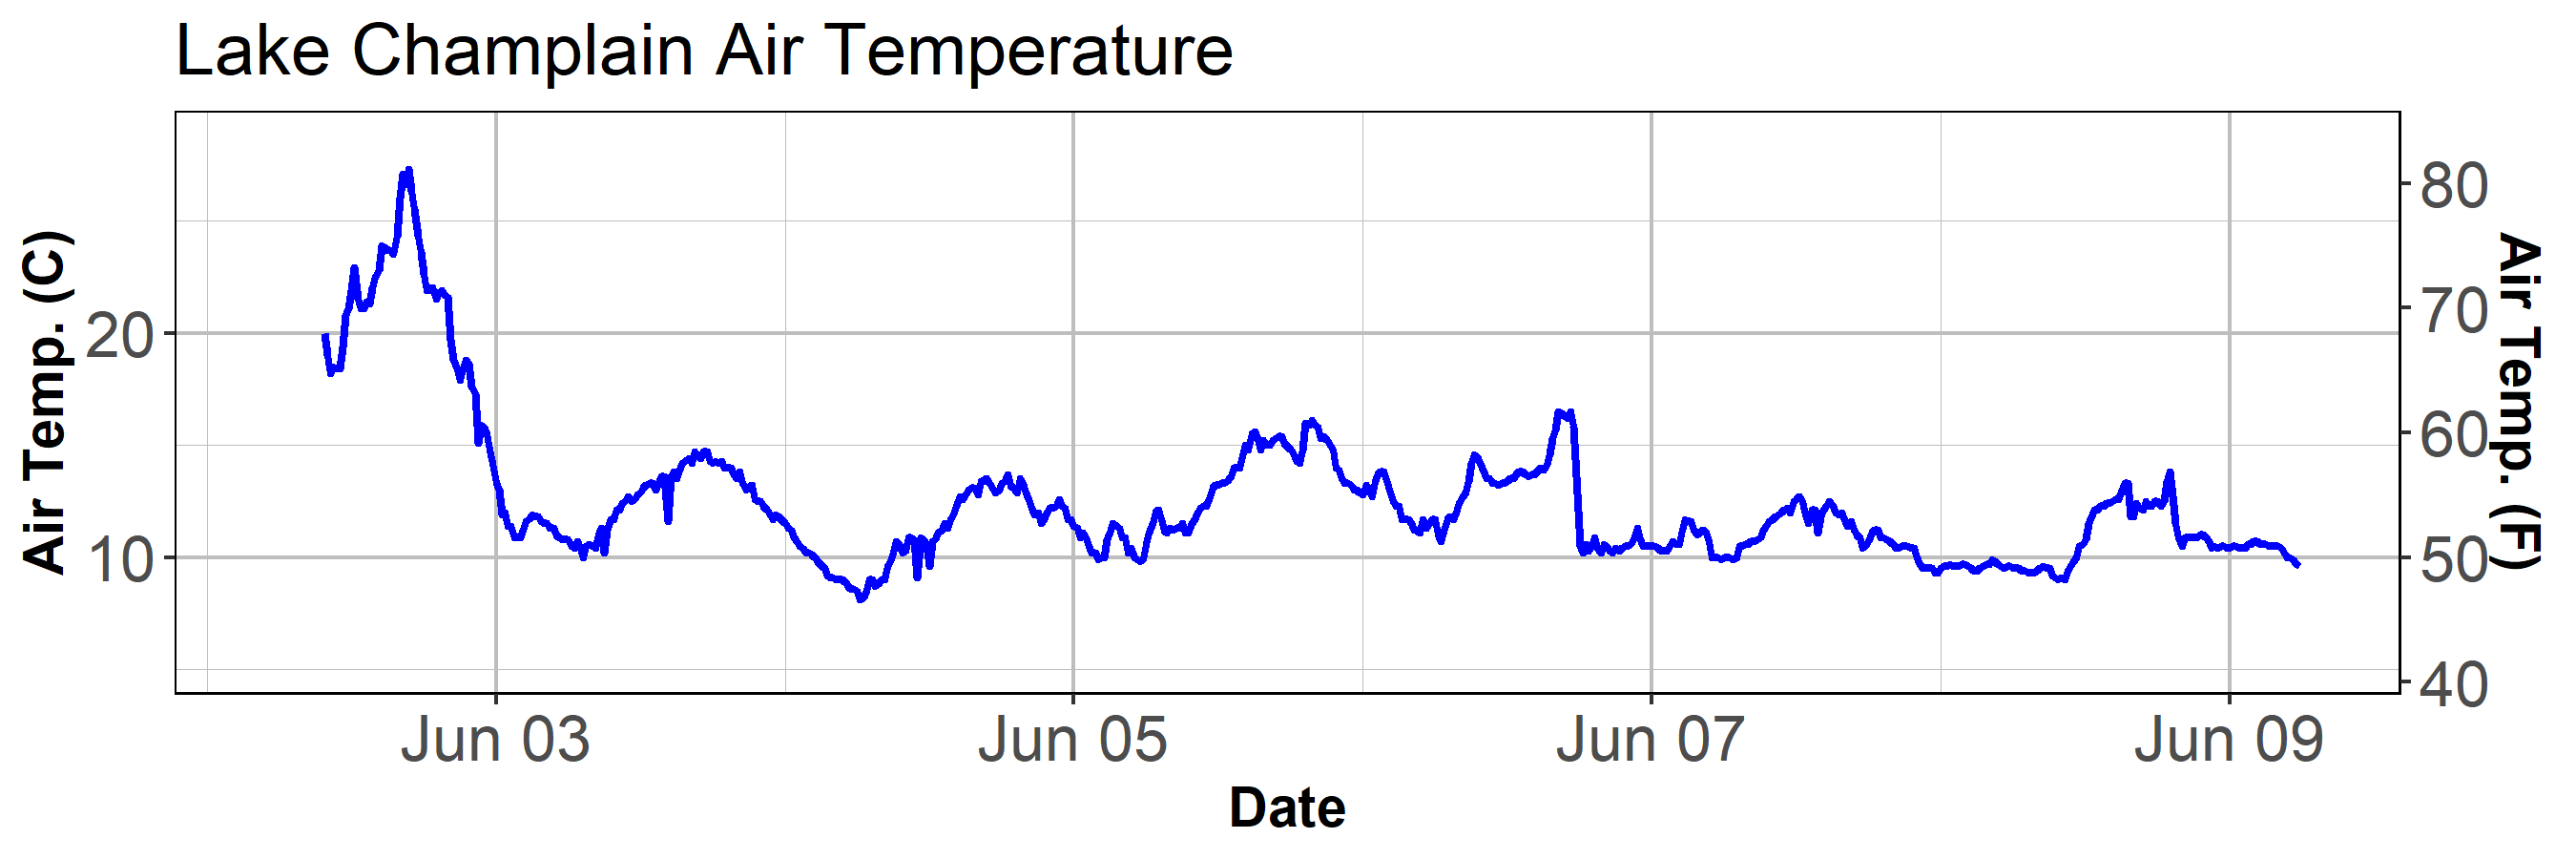 Lake Champlain Air Temperature
Air Temp. (C)
20
10
80
70
60
50
40
Air Temp. (F)
Jun 03
Jun 05
Jun 07
Jun 09
Date